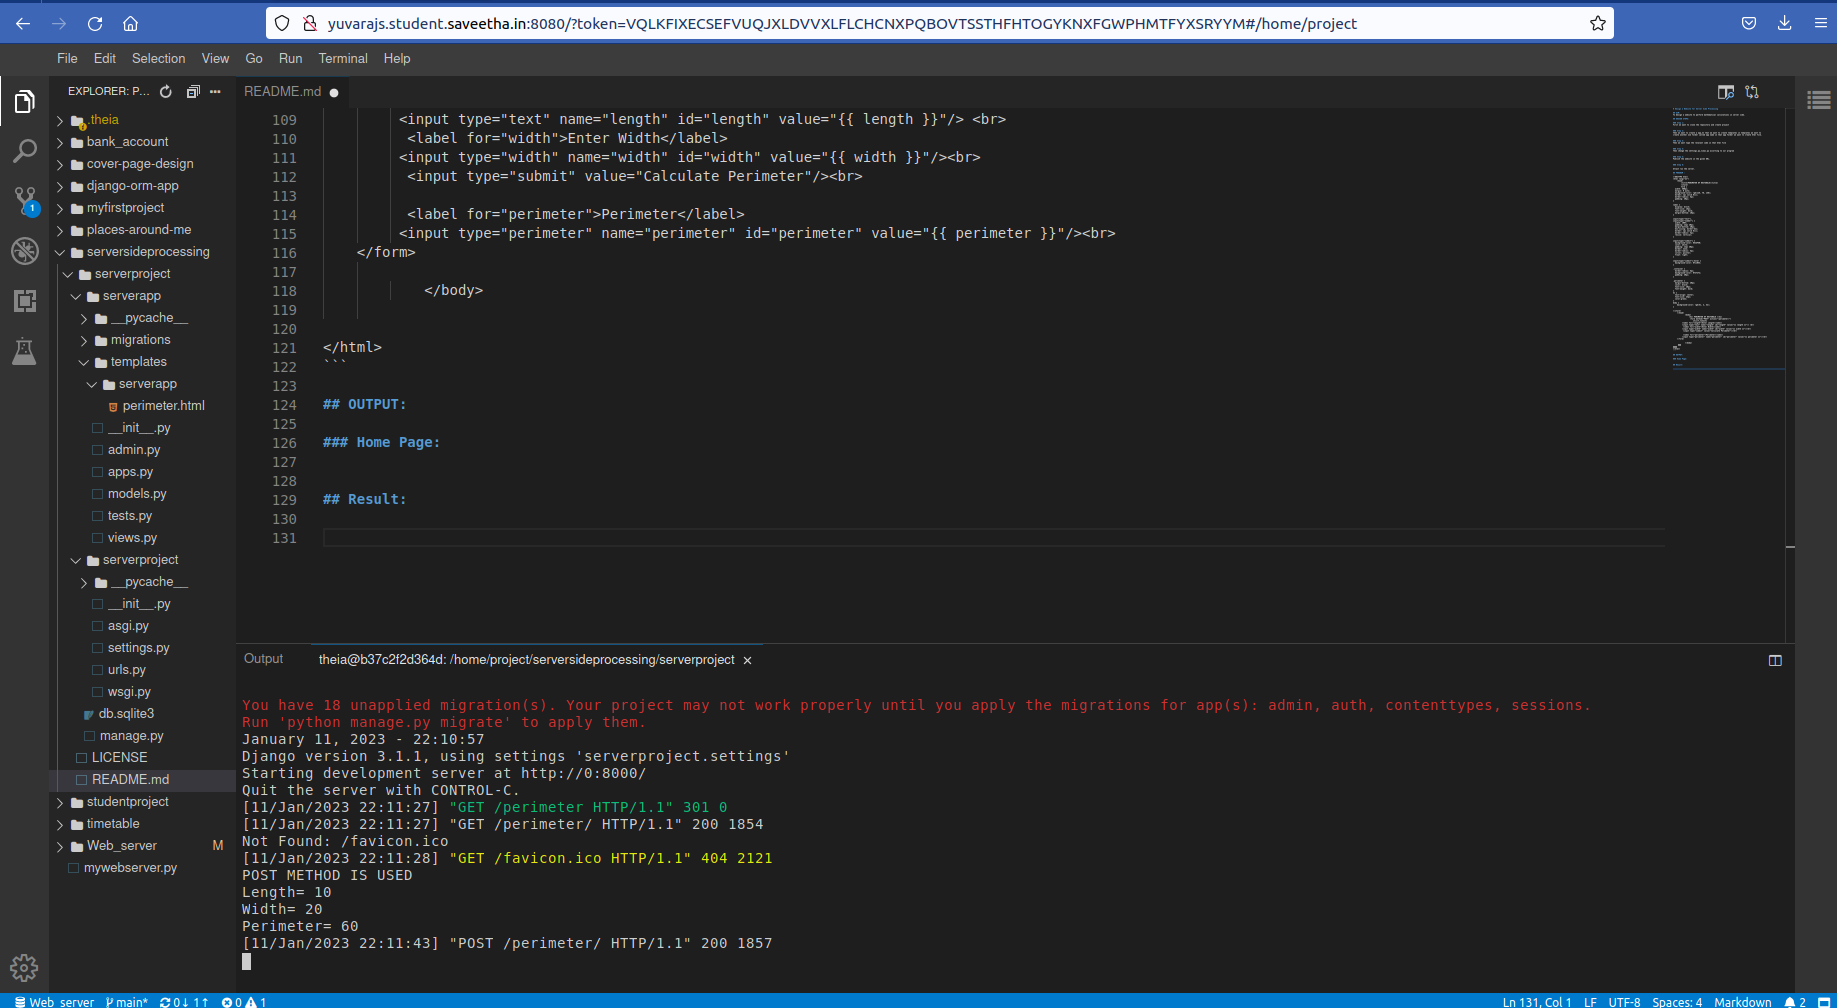 yuvarajs.student.saveetha.in:8080/?token=VQLKFIXECSEFVUQJXLDVVXLFLCHCNXPQBOVTSSTHFHTOGYKNXFGWPHMTFYXSRYYM#/home/project
File Edit Selection View Go Run Terminal Help
EXPLORER: P...
.theia
bank_account
cover-page-design
django-orm-app
myfirstproject
places-around-me
serversideprocessing
serverproject
serverapp
__pycache__
migrations
templates
serverapp
perimeter.html
__init__.py
admin.py
apps.py
models.py
tests.py
views.py
serverproject
__pycache__
__init__.py
asgi.py
settings.py
urls.py
wsgi.py
db.sqlite3
manage.py
LICENSE
README.md
studentproject
timetable
Web_server M
mywebserver.py
1
README.md
109 <input type="text" name="length" id="length" value="{{ length }}"/> <br>
110 <label for="width">Enter Width</label>
111 <input type="width" name="width" id="width" value="{{ width }}"/><br>
112 <input type="submit" value="Calculate Perimeter"/><br>
113
114 <label for="perimeter">Perimeter</label>
115 <input type="perimeter" name="perimeter" id="perimeter" value="{{ perimeter }}"/><br>
116 </form>
117
118 </body>
119
120
121 </html>
122 ```
123
124 ## OUTPUT:
125
126 ### Home Page:
127
128
129 ## Result:
130
131
Output theia@b37c2f2d364d: /home/project/serversideprocessing/serverproject
You have 18 unapplied migration(s). Your project may not work properly until you apply the migrations for app(s): admin, auth, contenttypes, sessions.
Run 'python manage.py migrate' to apply them.
January 11, 2023 - 22:10:57
Django version 3.1.1, using settings 'serverproject.settings'
Starting development server at http://0:8000/
Quit the server with CONTROL-C.
[11/Jan/2023 22:11:27] "GET /perimeter HTTP/1.1" 301 0
[11/Jan/2023 22:11:27] "GET /perimeter/ HTTP/1.1" 200 1854
Not Found: /favicon.ico
[11/Jan/2023 22:11:28] "GET /favicon.ico HTTP/1.1" 404 2121
POST METHOD IS USED
Length= 10
Width= 20
Perimeter= 60
[11/Jan/2023 22:11:43] "POST /perimeter/ HTTP/1.1" 200 1857
Web_server main* 0↓ 1↑ 0 1 Ln 131, Col 1 LF UTF-8 Spaces: 4 Markdown 2